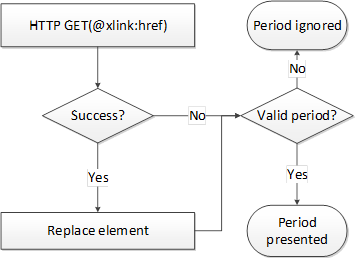 HTTP GET(@xlink:href)
Period ignored
No
Success?
No
Valid period?
Yes
Yes
Replace element
Period
presented